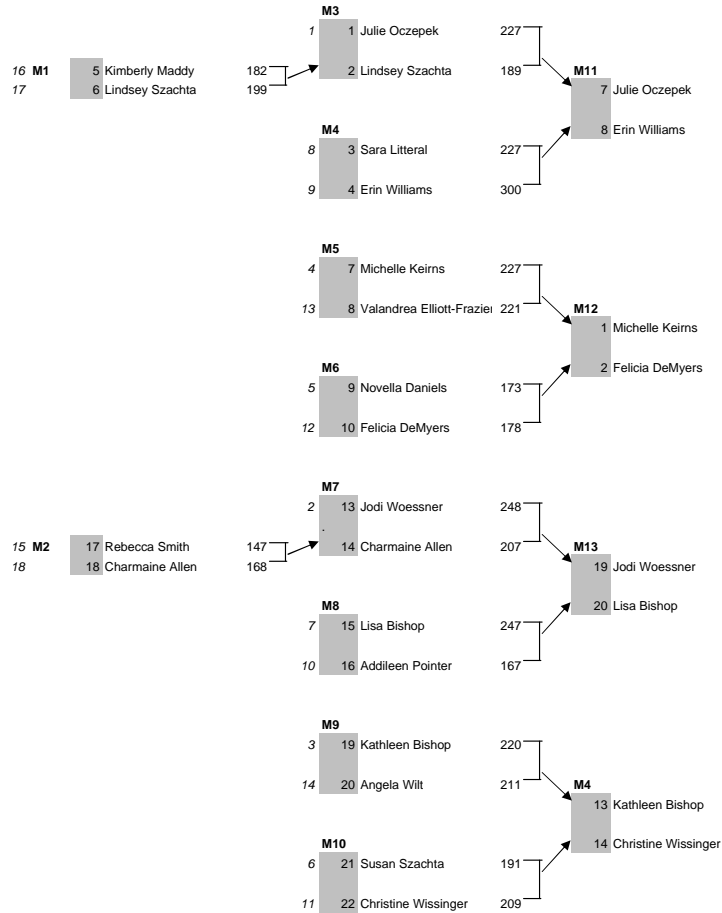 M3
1 1 Julie Oczepek 227
16 M1 5 Kimberly Maddy 182 2 Lindsey Szachta 189 M11
17 6 Lindsey Szachta 199 7 Julie Oczepek
M4 8 Erin Williams
8 3 Sara Litteral 227
9 4 Erin Williams 300
M5
4 7 Michelle Keirns 227
13 8 Valandrea Elliott-Frazier 221 M12
1 Michelle Keirns
M6 2 Felicia DeMyers
5 9 Novella Daniels 173
12 10 Felicia DeMyers 178
M7
2 13 Jodi Woessner 248
.
15 M2 17 Rebecca Smith 147 14 Charmaine Allen 207 M13
18 18 Charmaine Allen 168 19 Jodi Woessner
M8 20 Lisa Bishop
7 15 Lisa Bishop 247
10 16 Addileen Pointer 167
M9
3 19 Kathleen Bishop 220
14 20 Angela Wilt 211 M4
13 Kathleen Bishop
M10 14 Christine Wissinger
6 21 Susan Szachta 191
11 22 Christine Wissinger 209